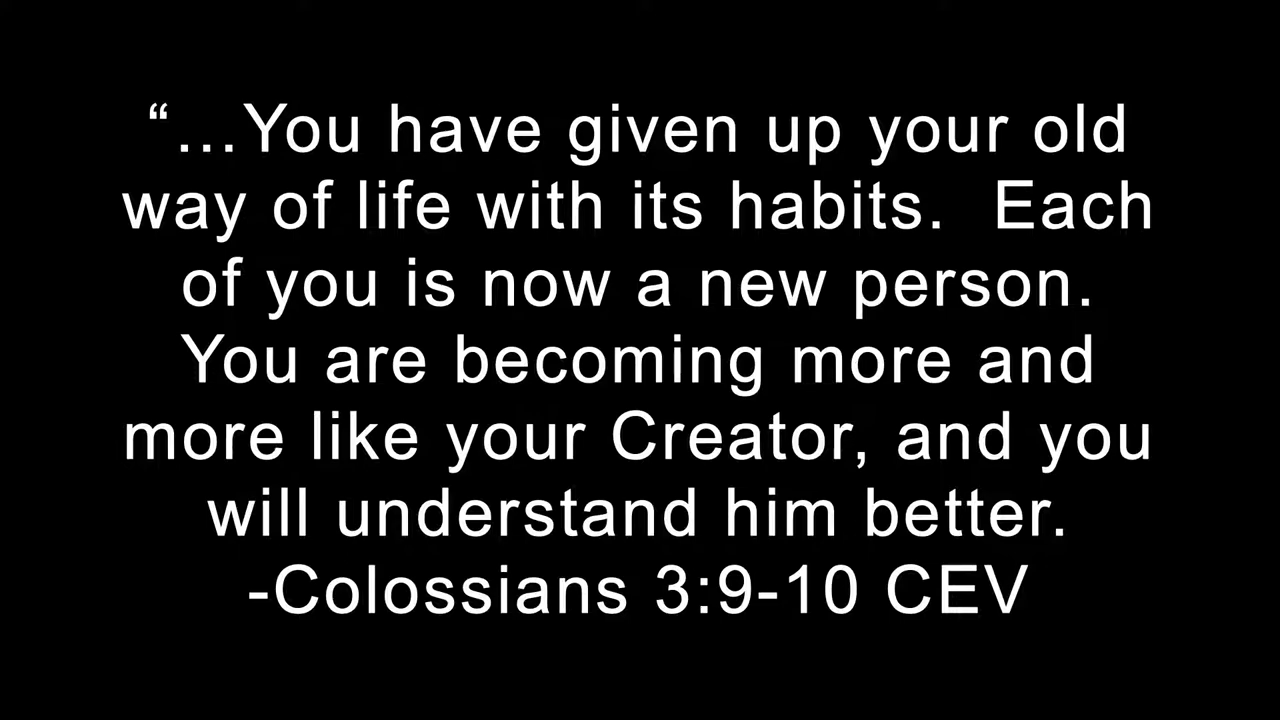 “...You have given up your old
way of life with its habits.  Each
of you is now a new person.
You are becoming more and
more like your Creator, and you
will understand him better.
-Colossians 3:9-10 CEV